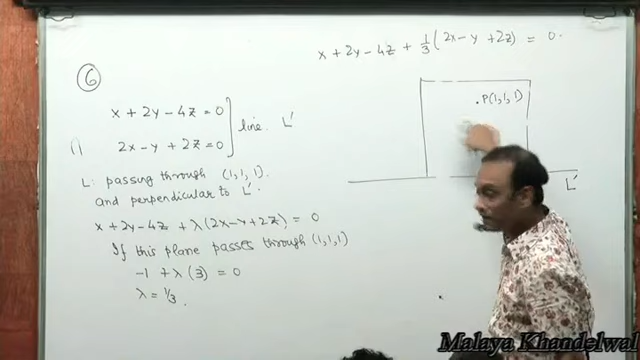 6
x + 2y - 4z = 0
2x - y + 2z = 0
line L'
L: passing through (1,1,1).
and perpendicular to L'.
x + 2y - 4z + λ(2x - y + 2z) = 0
If this plane passes through (1,1,1)
-1 + λ(3) = 0
λ = 1/3.
x + 2y - 4z + 1/3(2x - y + 2z) = 0.
P(1,1,1)
L'
Malaya Khandelwal